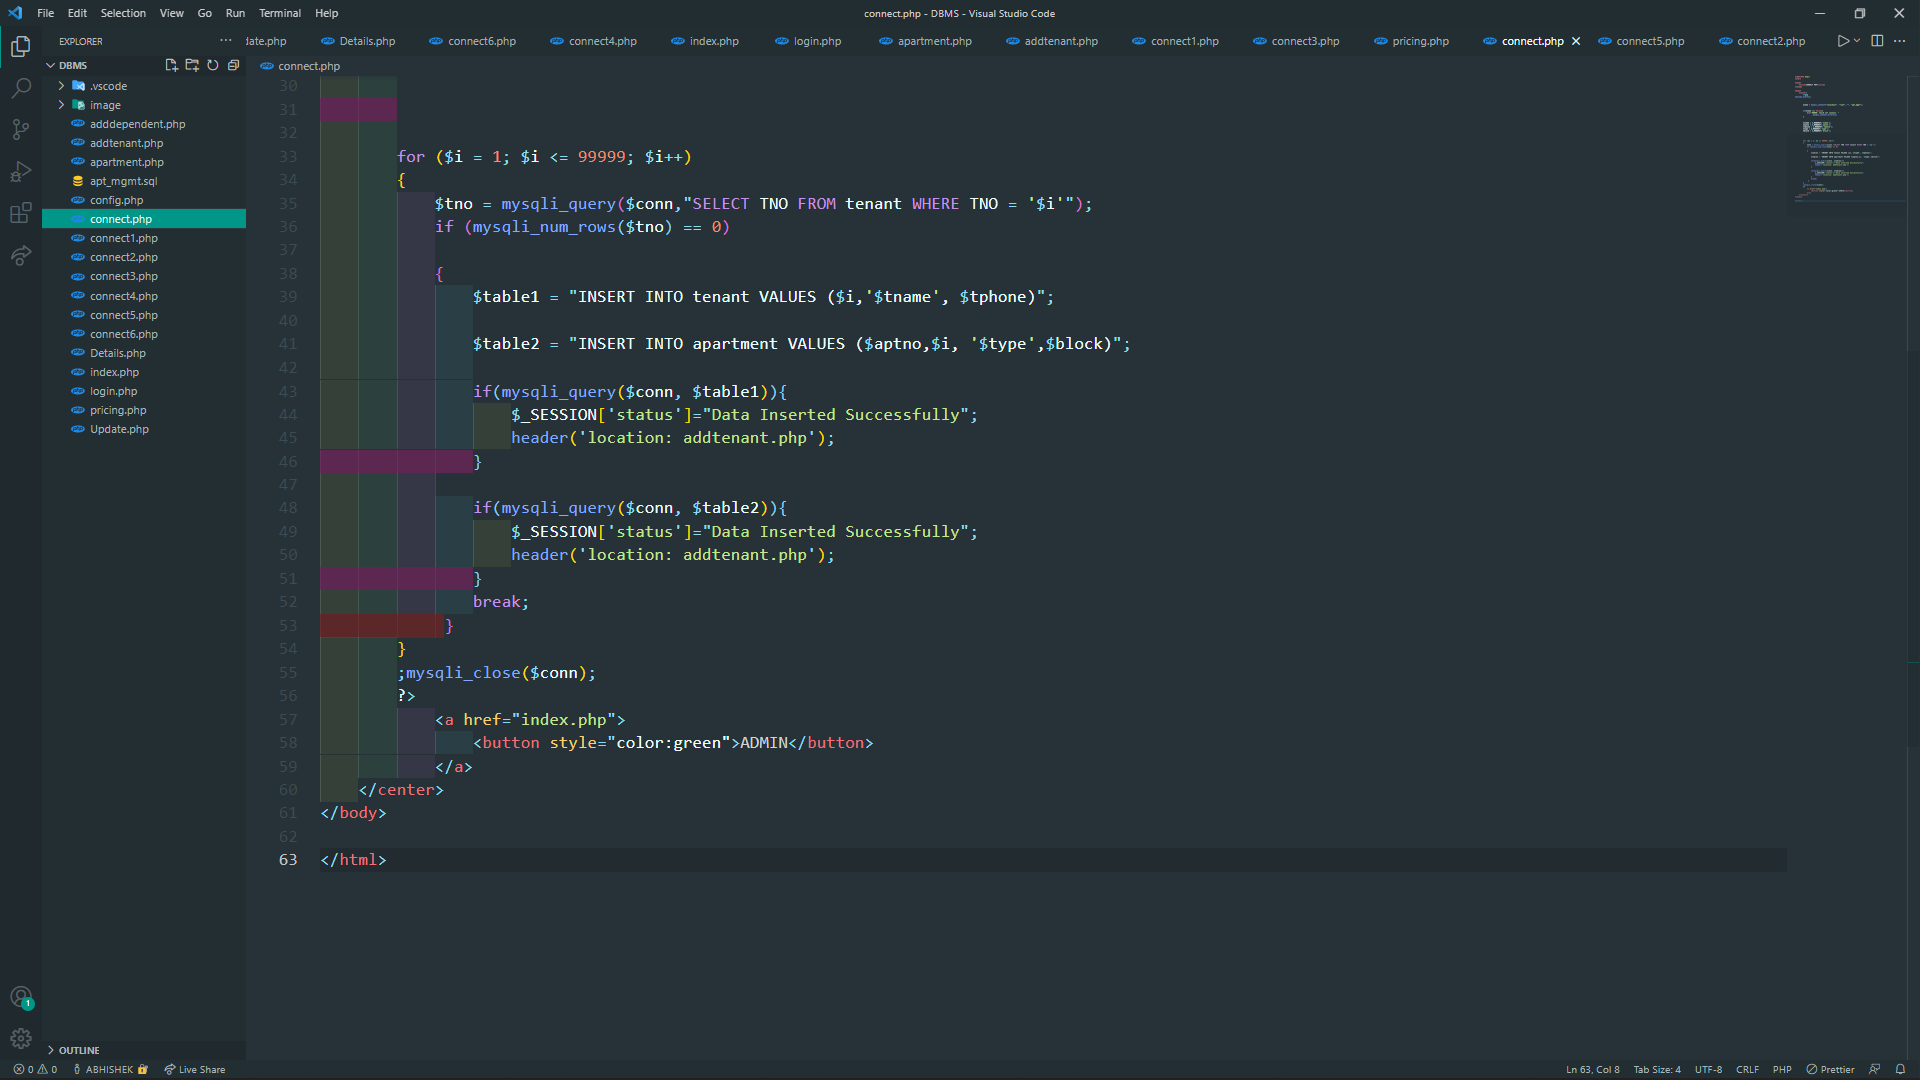 File Edit Selection View Go Run Terminal Help
connect.php - DBMS - Visual Studio Code
EXPLORER
date.php Details.php connect6.php connect4.php index.php login.php apartment.php addtenant.php connect1.php connect3.php pricing.php connect.php connect5.php connect2.php
DBMS
connect.php
.vscode
image
adddependent.php
addtenant.php
apartment.php
apt_mgmt.sql
config.php
connect.php
connect1.php
connect2.php
connect3.php
connect4.php
connect5.php
connect6.php
Details.php
index.php
login.php
pricing.php
Update.php
30
31
32
33 for ($i = 1; $i <= 99999; $i++)
34 {
35 $tno = mysqli_query($conn,"SELECT TNO FROM tenant WHERE TNO = '$i'");
36 if (mysqli_num_rows($tno) == 0)
37
38 {
39 $table1 = "INSERT INTO tenant VALUES ($i,'$tname', $tphone)";
40
41 $table2 = "INSERT INTO apartment VALUES ($aptno,$i, '$type',$block)";
42
43 if(mysqli_query($conn, $table1)){
44 $_SESSION['status']="Data Inserted Successfully";
45 header('location: addtenant.php');
46 }
47
48 if(mysqli_query($conn, $table2)){
49 $_SESSION['status']="Data Inserted Successfully";
50 header('location: addtenant.php');
51 }
52 break;
53 }
54 }
55 ;mysqli_close($conn);
56 ?>
57 <a href="index.php">
58 <button style="color:green">ADMIN</button>
59 </a>
60 </center>
61 </body>
62
63 </html>
1
OUTLINE
0 0 ABHISHEK Live Share
Ln 63, Col 8 Tab Size: 4 UTF-8 CRLF PHP Prettier